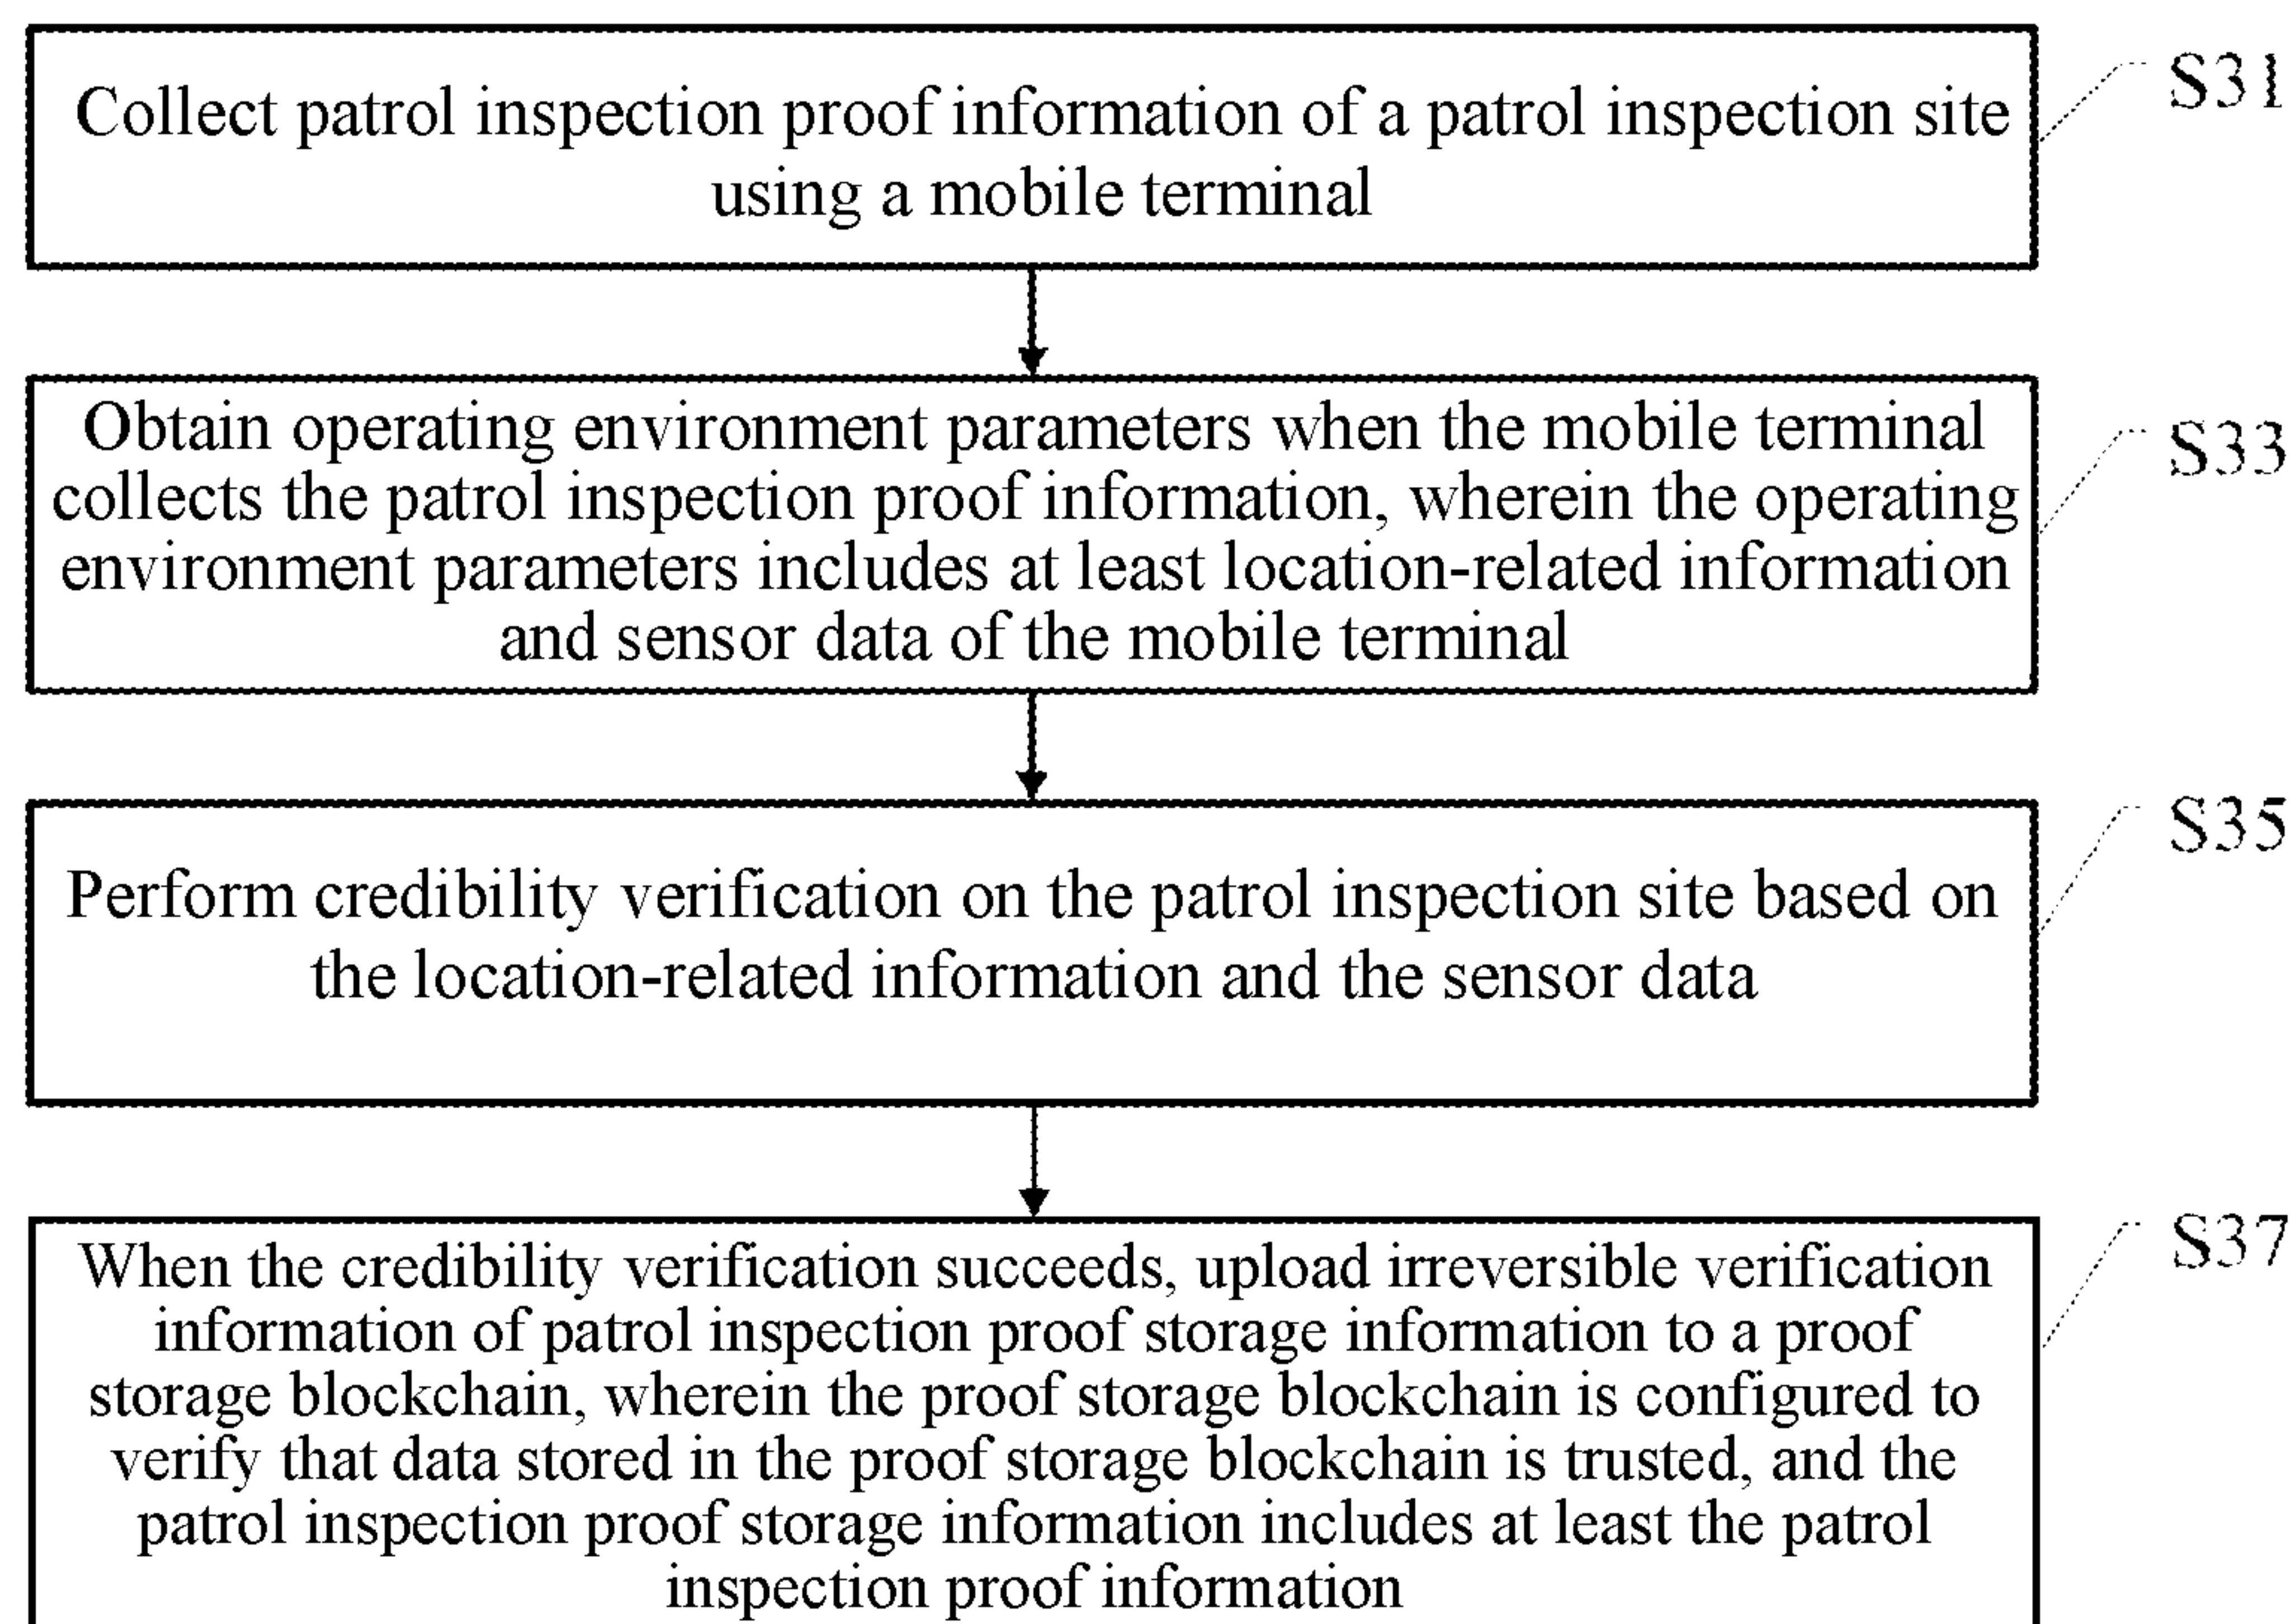 Collect patrol inspection proof information of a patrol inspection site
using a mobile terminal
S31
Obtain operating environment parameters when the mobile terminal
collects the patrol inspection proof information, wherein the operating
environment parameters includes at least location-related information
and sensor data of the mobile terminal
S33
Perform credibility verification on the patrol inspection site based on
the location-related information and the sensor data
S35
When the credibility verification succeeds, upload irreversible verification
information of patrol inspection proof storage information to a proof
storage blockchain, wherein the proof storage blockchain is configured to
verify that data stored in the proof storage blockchain is trusted, and the
patrol inspection proof storage information includes at least the patrol
inspection proof information
S37